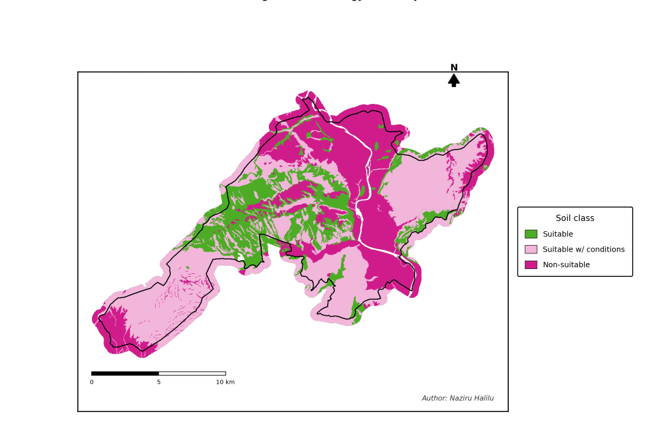 N
Soil class
Suitable
Suitable w/ conditions
Non-suitable
0 5 10 km
Author: Naziru Halilu